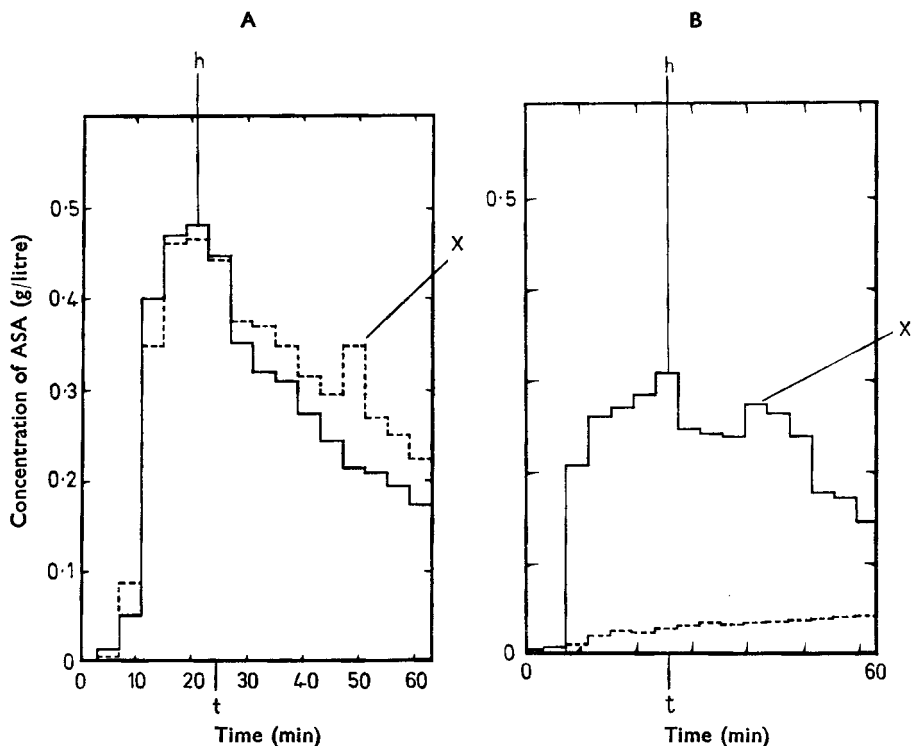 A
B
h
h
X
X
Concentration of ASA (g/litre)
0·5
0·4
0·3
0·2
0·1
0
0·5
0
0 10 20 30 40 50 60
0 60
t
t
Time (min)
Time (min)